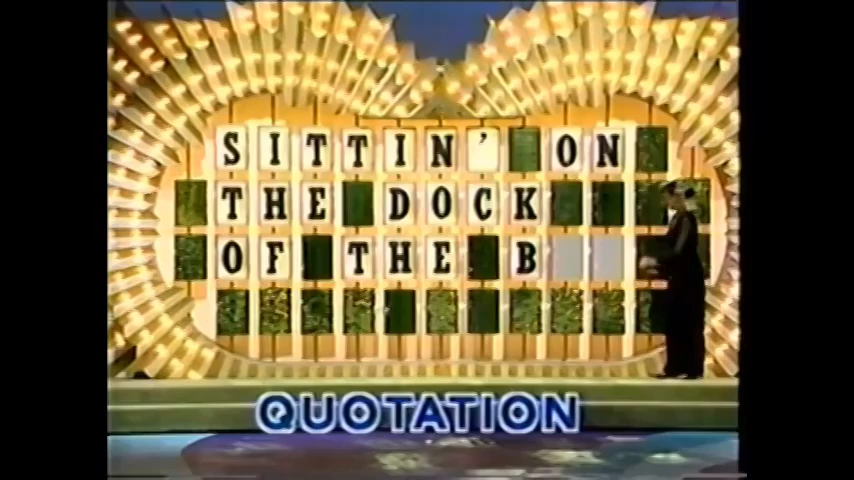 SITTIN' ON
THE DOCK
OF THE B
QUOTATION